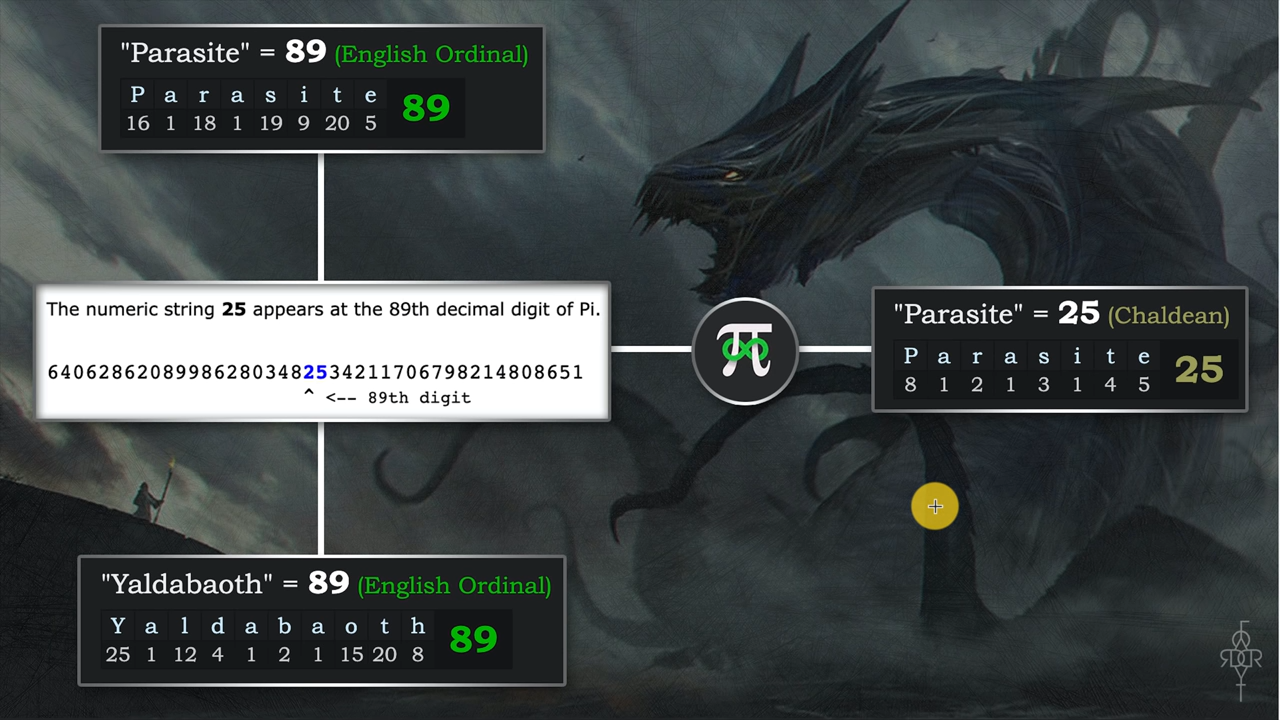 "Parasite" = 89 (English Ordinal)
P a r a s i t e 89
16 1 18 1 19 9 20 5
The numeric string 25 appears at the 89th decimal digit of Pi.
640628620899862803482534211706798214808651
^ <-- 89th digit
π
"Parasite" = 25 (Chaldean)
P a r a s i t e 25
8 1 2 1 3 1 4 5
"Yaldabaoth" = 89 (English Ordinal)
Y a l d a b a o t h 89
25 1 12 4 1 2 1 15 20 8